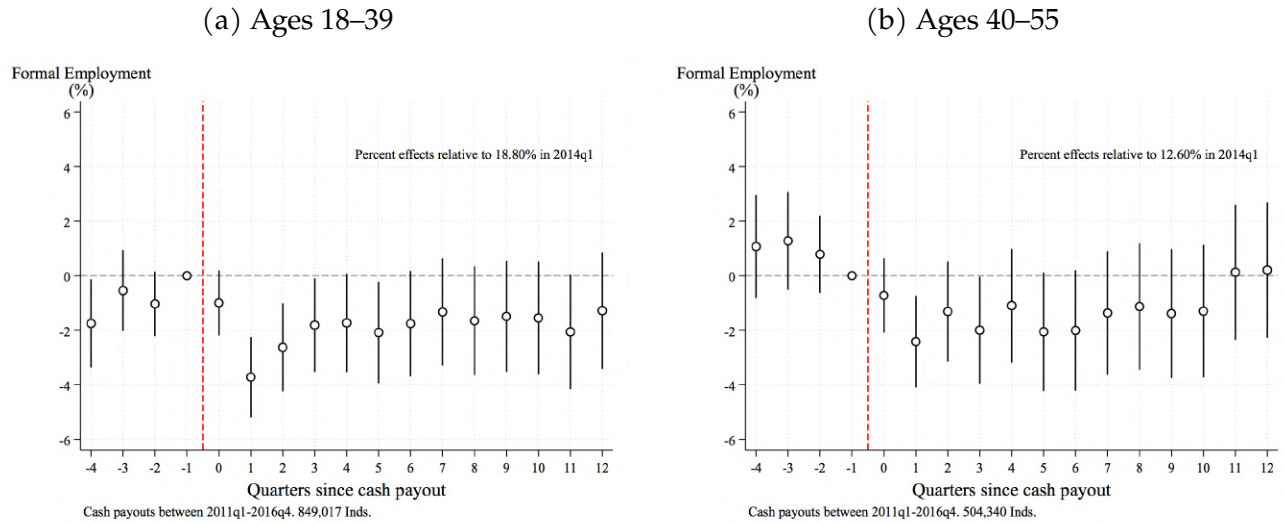 (a) Ages 18–39
Formal Employment
(%)
6
4
2
0
-2
-4
-6
Percent effects relative to 18.80% in 2014q1
-4 -3 -2 -1 0 1 2 3 4 5 6 7 8 9 10 11 12
Quarters since cash payout
Cash payouts between 2011q1-2016q4. 849,017 Inds.
(b) Ages 40–55
Formal Employment
(%)
6
4
2
0
-2
-4
-6
Percent effects relative to 12.60% in 2014q1
-4 -3 -2 -1 0 1 2 3 4 5 6 7 8 9 10 11 12
Quarters since cash payout
Cash payouts between 2011q1-2016q4. 504,340 Inds.